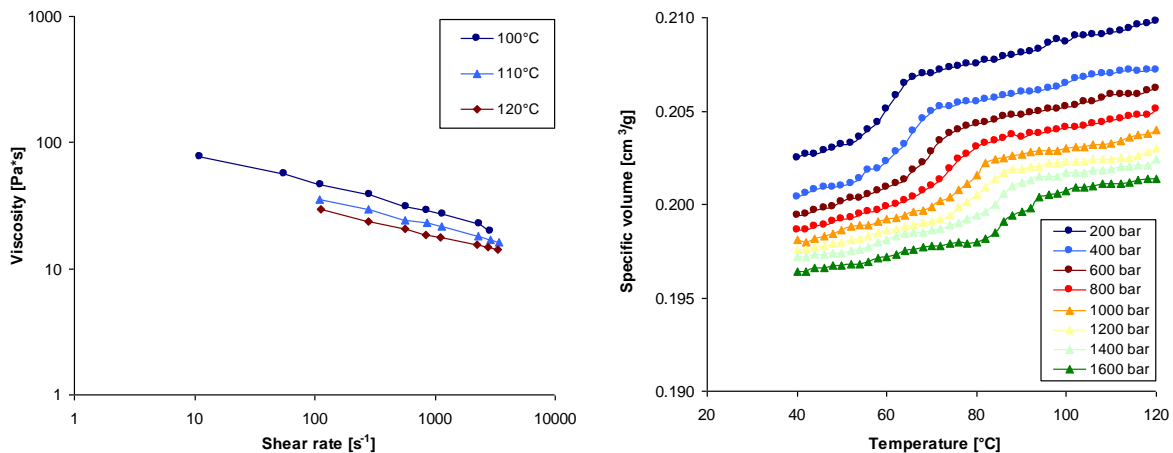 1000
100
10
1
Viscosity [Pa*s]
1
10
100
1000
10000
Shear rate [s-1]
100°C
110°C
120°C
0.210
0.205
0.200
0.195
0.190
Specific volume [cm 3/g]
20
40
60
80
100
120
Temperature [°C]
200 bar
400 bar
600 bar
800 bar
1000 bar
1200 bar
1400 bar
1600 bar